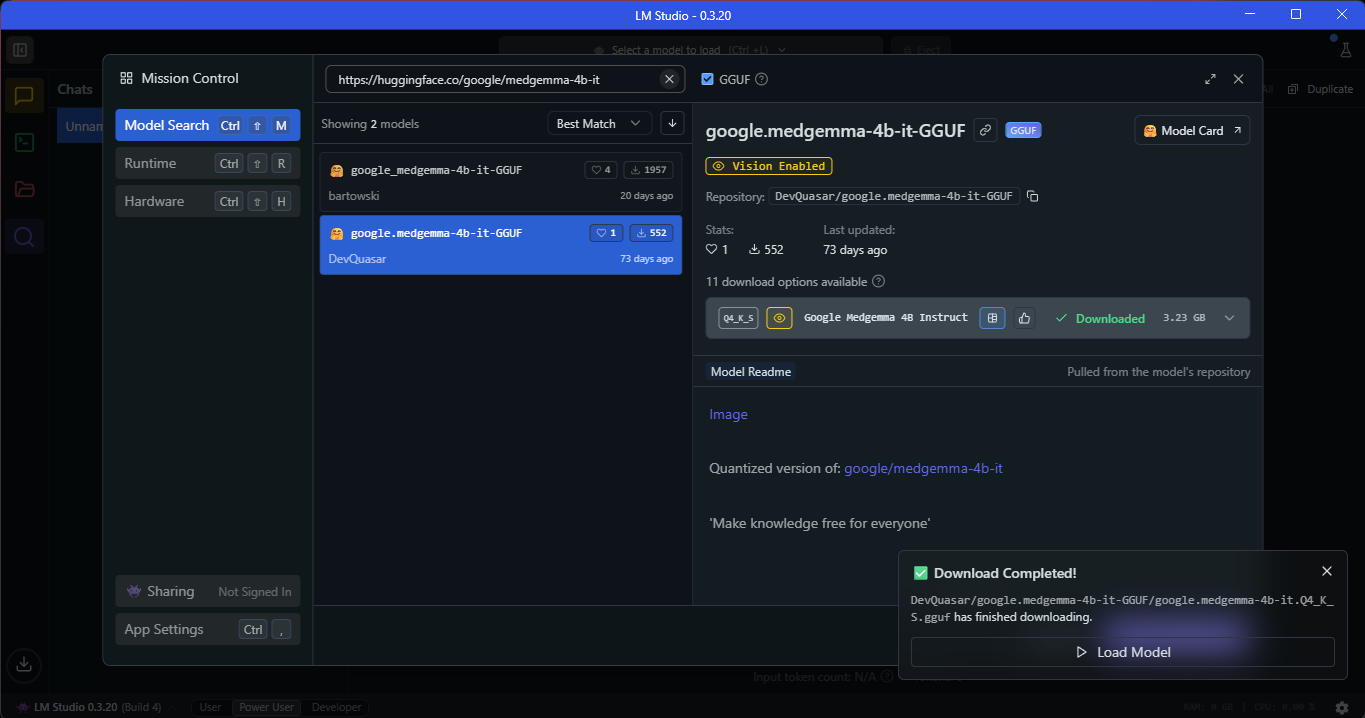 LM Studio - 0.3.20
Select a model to load (Ctrl + L)
Eject
Chats
Unnam
All
Duplicate
Mission Control
Model Search Ctrl ⇧ M
Runtime Ctrl ⇧ R
Hardware Ctrl ⇧ H
Sharing Not Signed In
App Settings Ctrl ,
https://huggingface.co/google/medgemma-4b-it
GGUF
Showing 2 models
Best Match
google_medgemma-4b-it-GGUF 4 1957
bartowski 20 days ago
google.medgemma-4b-it-GGUF 1 552
DevQuasar 73 days ago
google.medgemma-4b-it-GGUF GGUF
Model Card
Vision Enabled
Repository: DevQuasar/google.medgemma-4b-it-GGUF
Stats: Last updated:
1 552 73 days ago
11 download options available
Q4_K_S Google Medgemma 4B Instruct Downloaded 3.23 GB
Model Readme Pulled from the model's repository
Image
Quantized version of: google/medgemma-4b-it
'Make knowledge free for everyone'
Download Completed!
DevQuasar/google.medgemma-4b-it-GGUF/google.medgemma-4b-it.Q4_K_
S.gguf has finished downloading.
Load Model
Input token count: N/A
LM Studio 0.3.20 (Build 4) User Power User Developer
RAM: 0 GB | CPU: 0.00 %